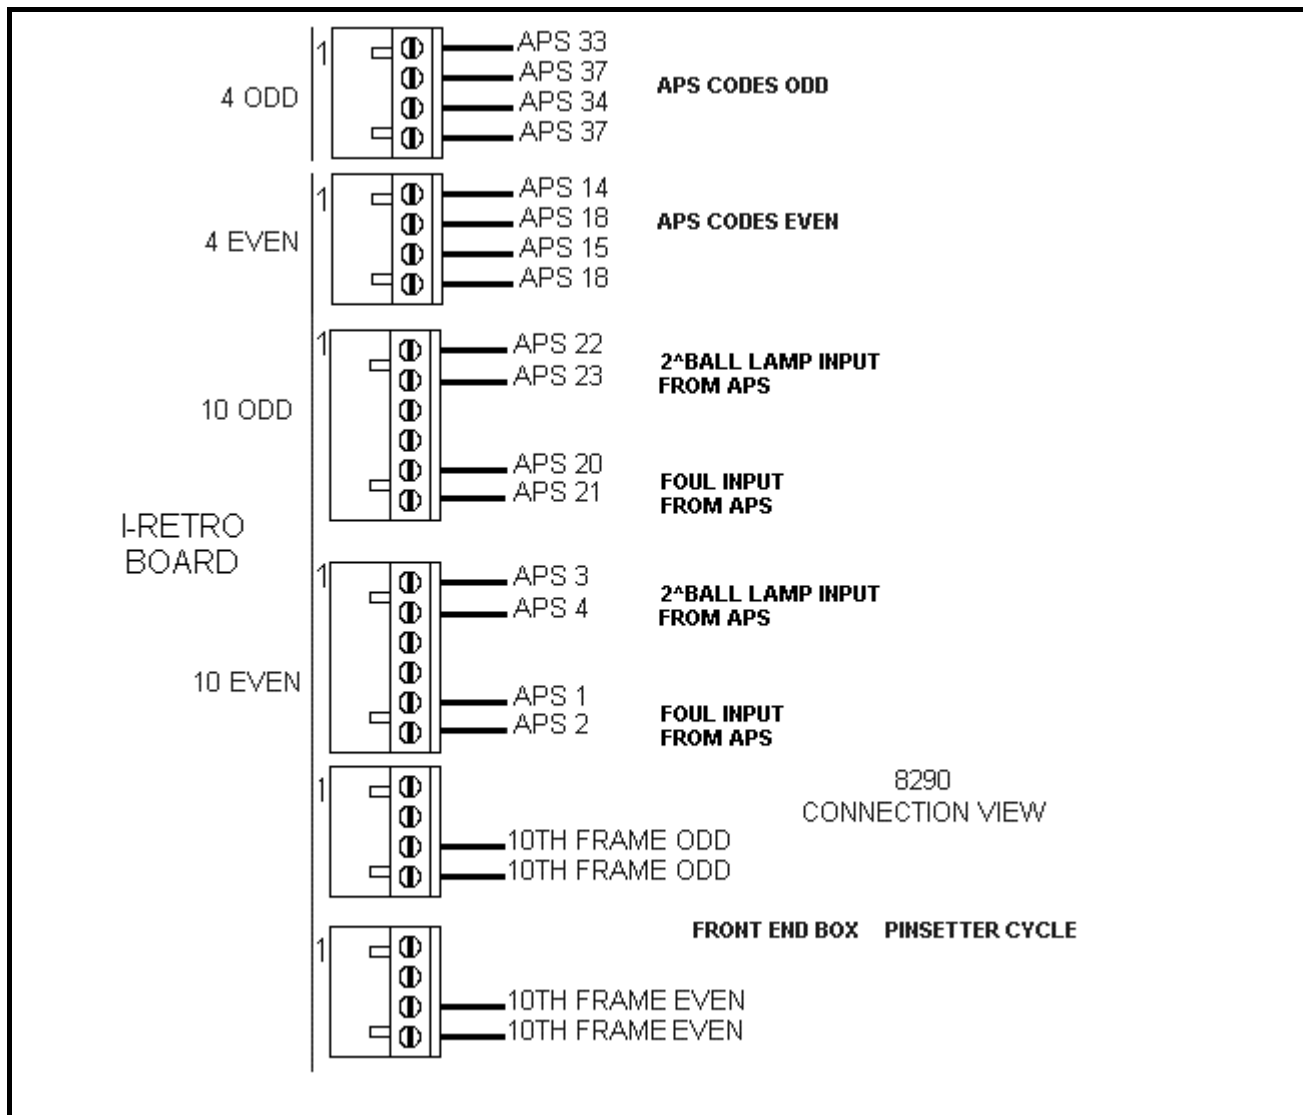 1
4 ODD
APS 33
APS 37
APS 34
APS 37
APS CODES ODD
1
4 EVEN
APS 14
APS 18
APS 15
APS 18
APS CODES EVEN
1
10 ODD
APS 22
APS 23
2^BALL LAMP INPUT
FROM APS
APS 20
APS 21
FOUL INPUT
FROM APS
I-RETRO
BOARD
1
10 EVEN
APS 3
APS 4
2^BALL LAMP INPUT
FROM APS
APS 1
APS 2
FOUL INPUT
FROM APS
8290
CONNECTION VIEW
1
10TH FRAME ODD
10TH FRAME ODD
FRONT END BOX PINSETTER CYCLE
1
10TH FRAME EVEN
10TH FRAME EVEN